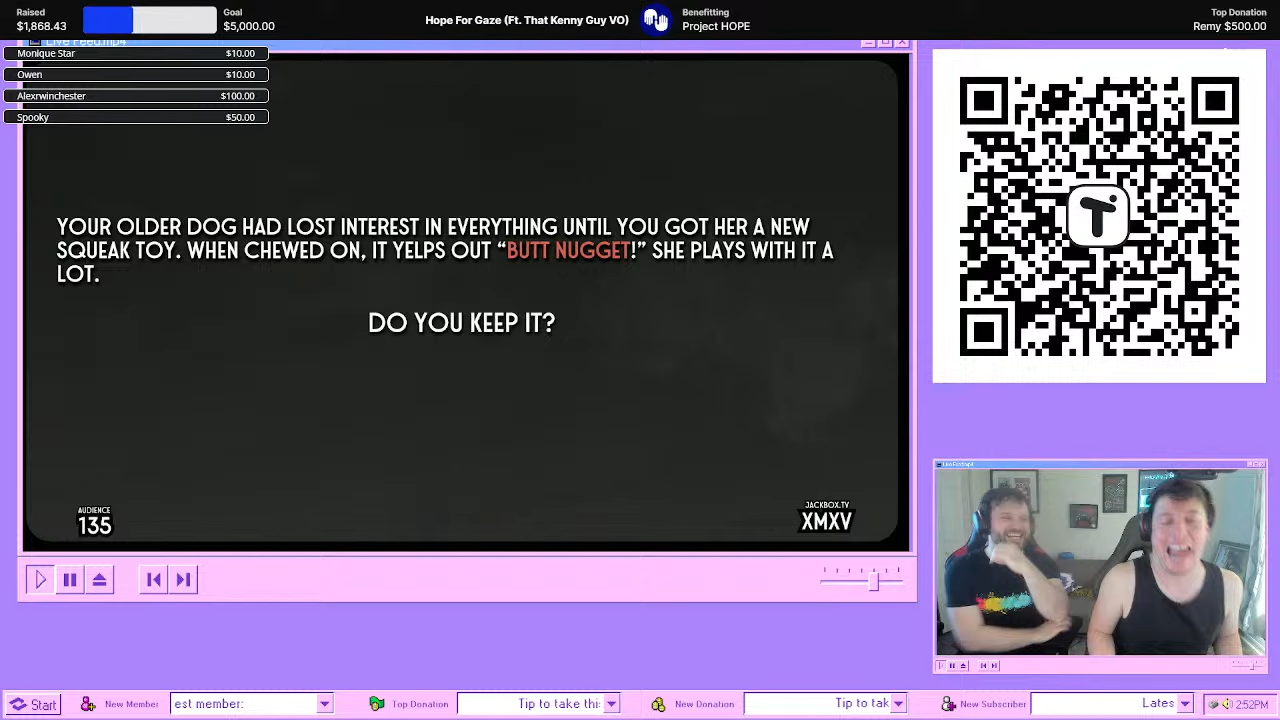 Raised
$1,868.43
Goal
$5,000.00
Hope For Gaze (Ft. That Kenny Guy VO)
Benefitting
Project HOPE
Top Donation
Remy $500.00
Live Feed.mp4
Monique Star $10.00
Owen $10.00
Alexrwinchester $100.00
Spooky $50.00
YOUR OLDER DOG HAD LOST INTEREST IN EVERYTHING UNTIL YOU GOT HER A NEW
SQUEAK TOY. WHEN CHEWED ON, IT YELPS OUT “BUTT NUGGET!” SHE PLAYS WITH IT A
LOT.
DO YOU KEEP IT?
AUDIENCE
135
JACKBOX.TV
XMXV
T
Start
New Member
est member:
Top Donation
Tip to take thi
New Donation
Tip to tak
New Subscriber
Lates
2:52PM